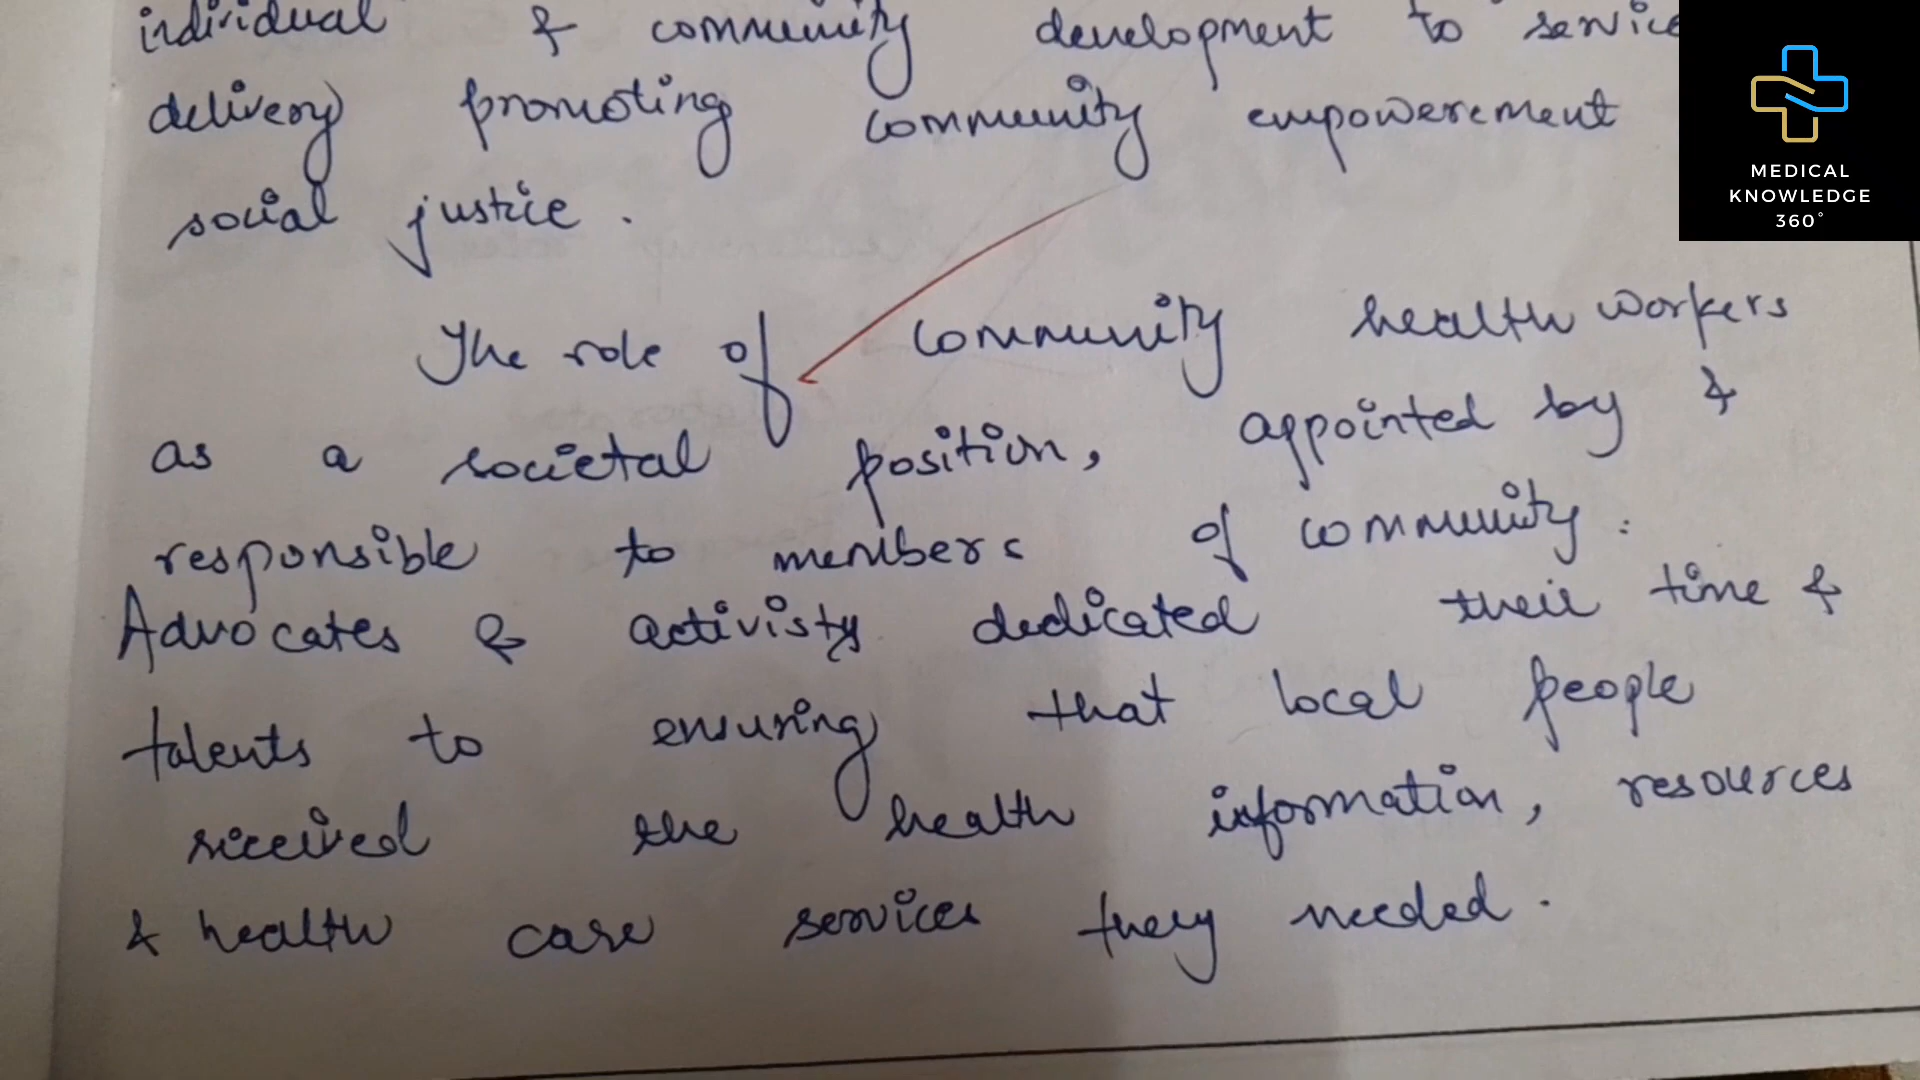 individual & community development to service
delivery promoting community empowerement
social justice.
The role of community health workers
as a societal position, appointed by &
responsible to members of community.
Advocates & activisty dedicated their time &
talents to ensuring that local people
received the health information, resources
& health care services they needed.
MEDICAL
KNOWLEDGE
360°